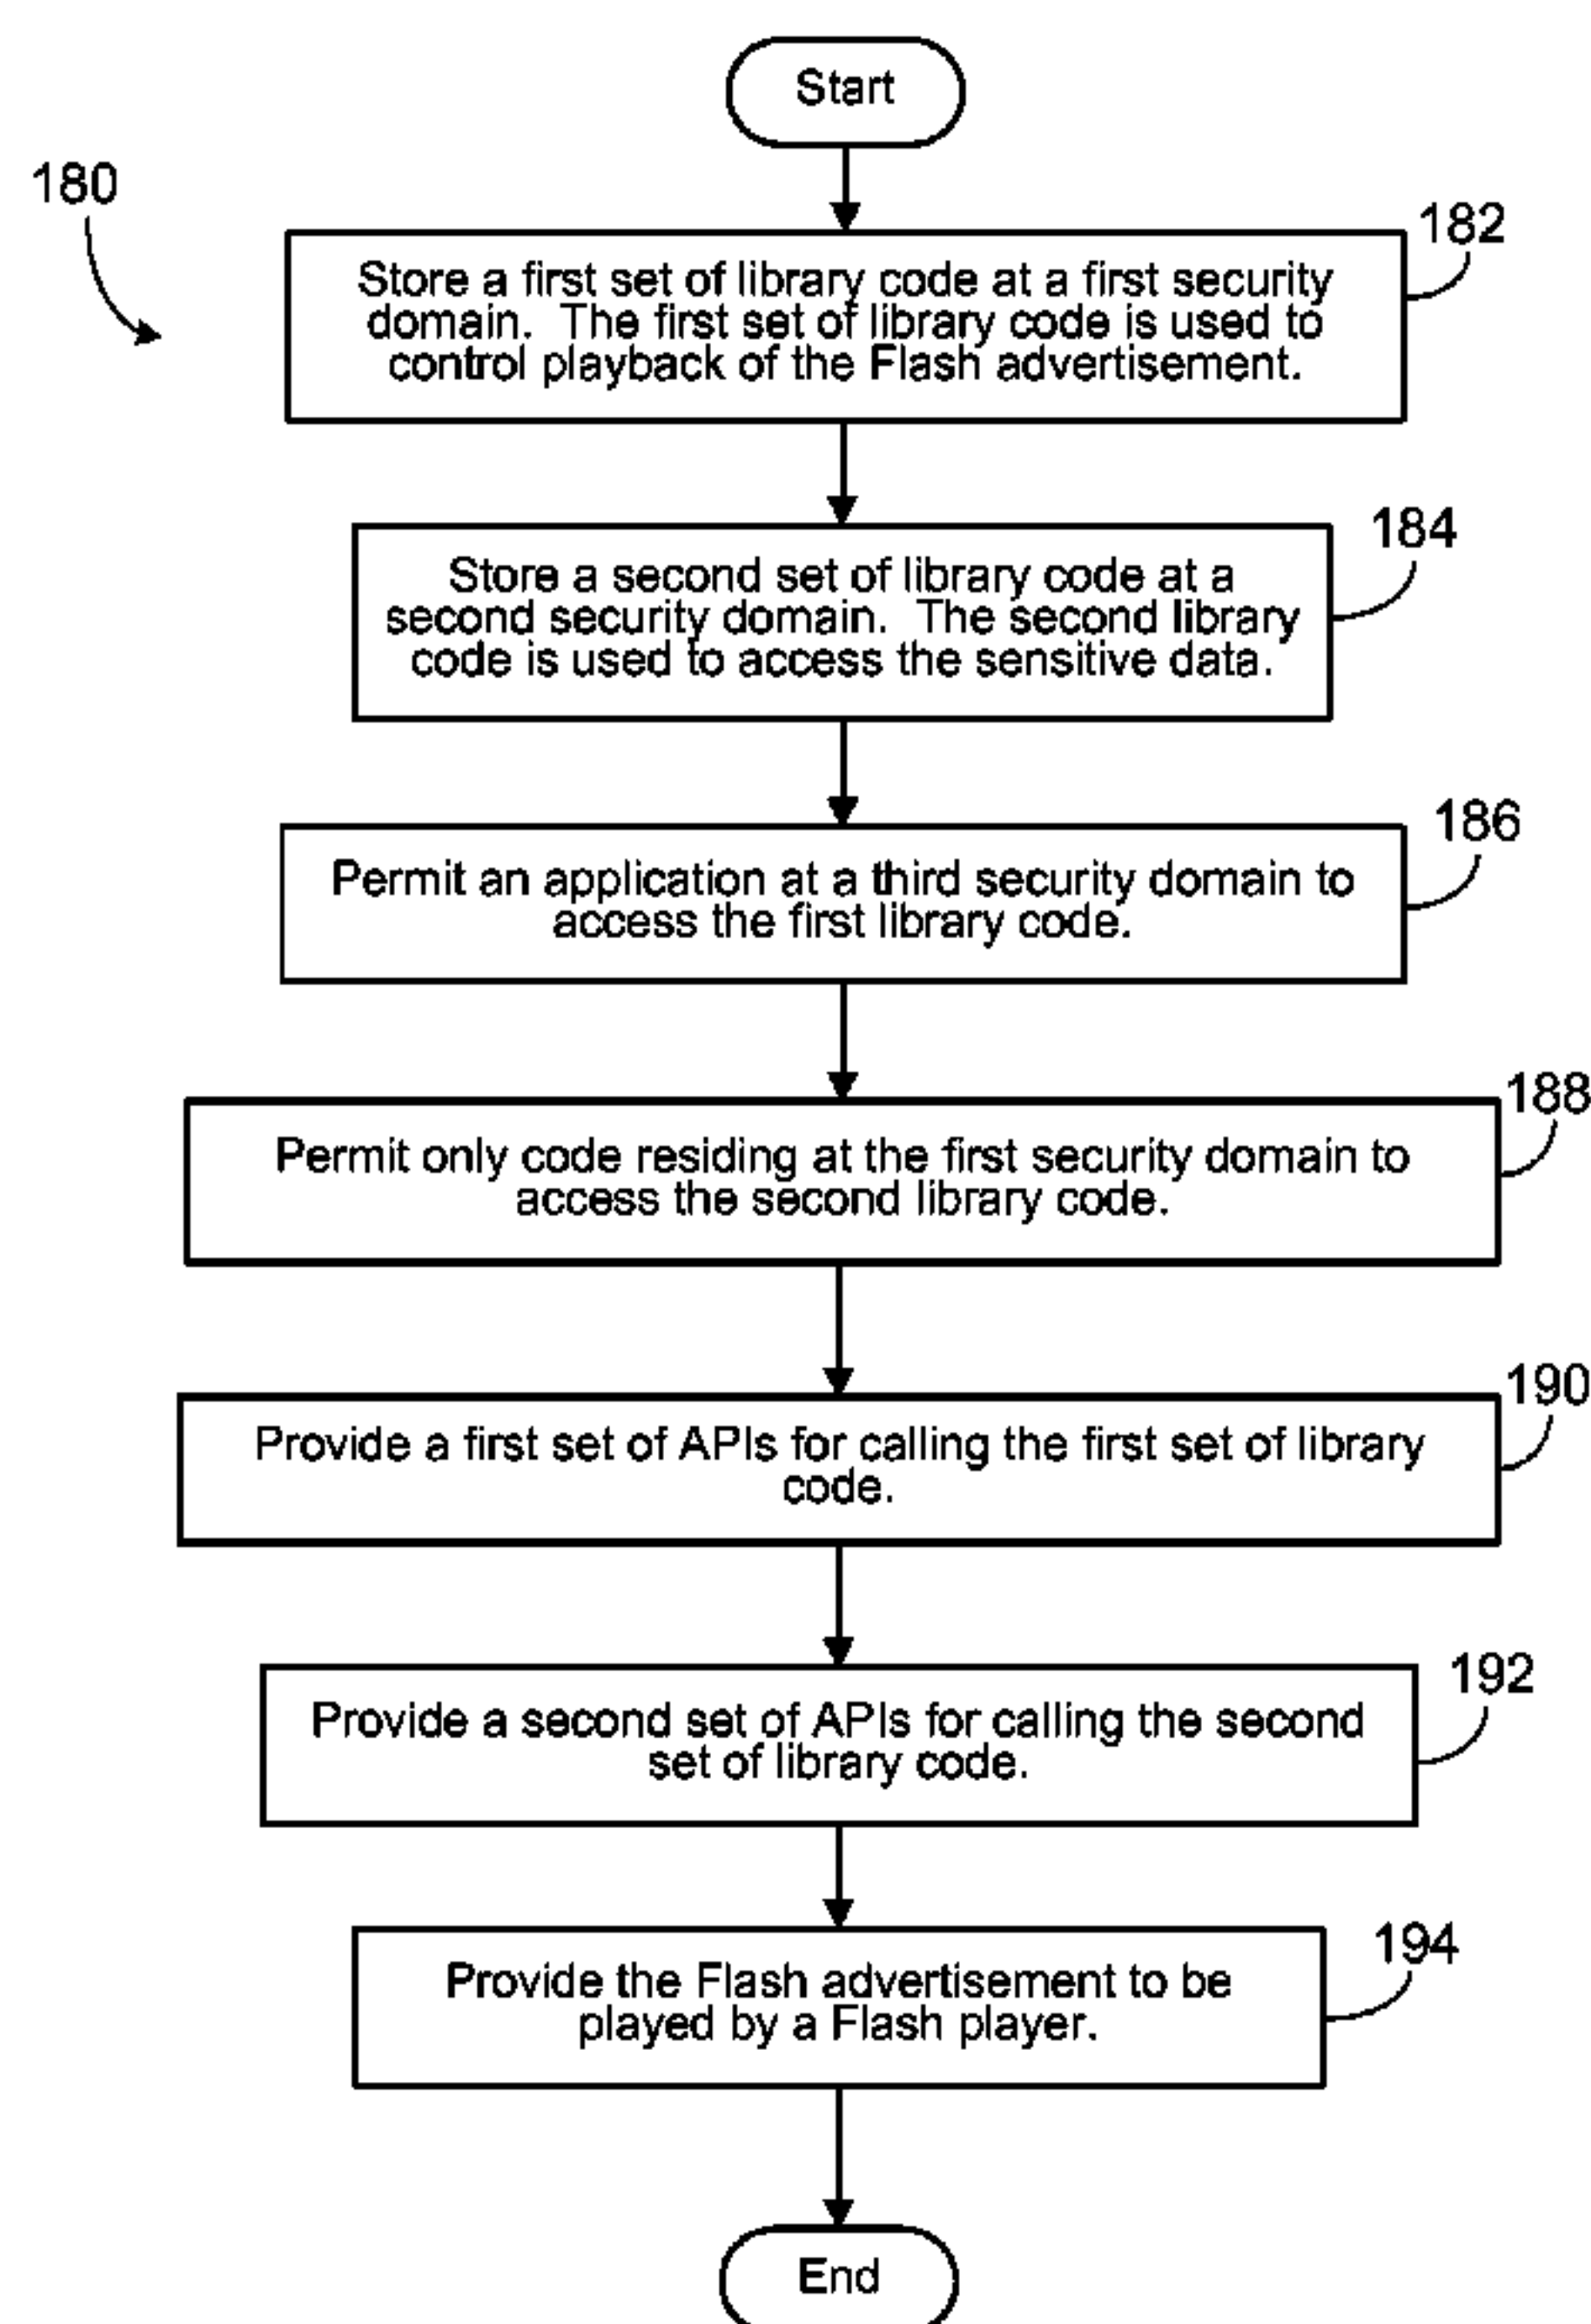 Start
180
182
Store a first set of library code at a first security
domain. The first set of library code is used to
control playback of the Flash advertisement.
184
Store a second set of library code at a
second security domain. The second library
code is used to access the sensitive data.
186
Permit an application at a third security domain to
access the first library code.
188
Permit only code residing at the first security domain to
access the second library code.
190
Provide a first set of APIs for calling the first set of library
code.
192
Provide a second set of APIs for calling the second
set of library code.
194
Provide the Flash advertisement to be
played by a Flash player.
End